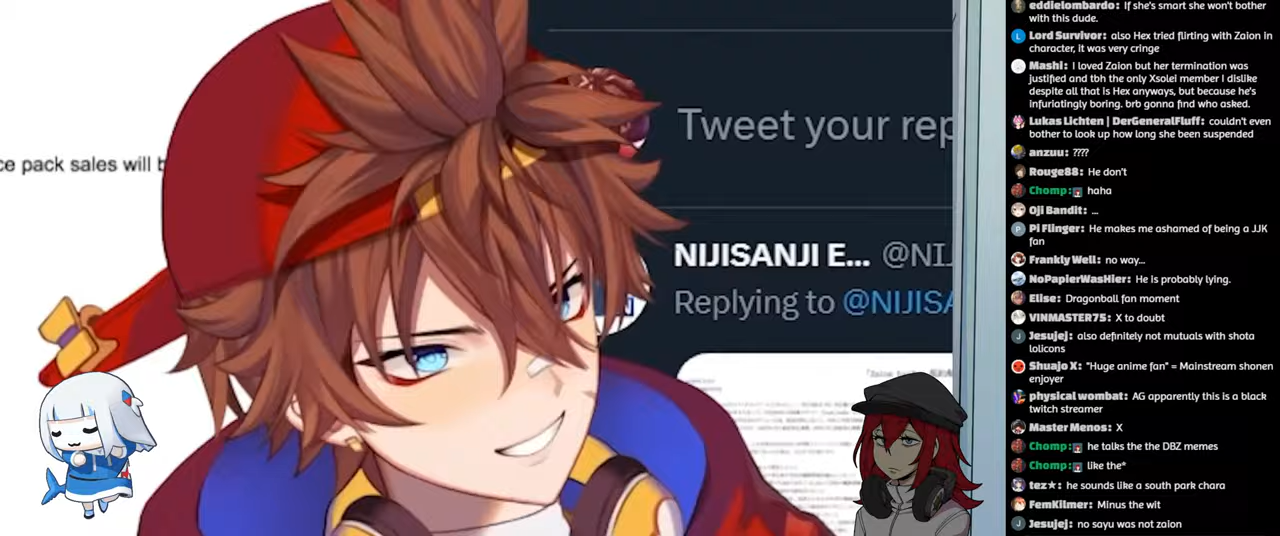 ce pack sales will b
Tweet your rep
NIJISANJI E... @NIJ
Replying to @NIJISA
eddielombardo: If she's smart she won't bother
with this dude.
Lord Survivor: also Hex tried flirting with Zaion in
character, it was very cringe
Mashi: I loved Zaion but her termination was
justified and tbh the only Xsolei member I dislike
despite all that is Hex anyways, but because he's
infuriatingly boring. brb gonna find who asked.
Lukas Lichten | DerGeneralFluff: couldn't even
bother to look up how long she been suspended
anzuu: ????
Rouge88: He don't
Chomp: haha
Oji Bandit: ...
Pi Flinger: He makes me ashamed of being a JJK
fan
Frankly Well: no way...
NoPapierWasHier: He is probably lying.
Elise: Dragonball fan moment
VINMASTER75: X to doubt
Jesujej: also definitely not mutuals with shota
lolicons
Shuajo X: "Huge anime fan" = Mainstream shonen
enjoyer
physical wombat: AG apparently this is a black
twitch streamer
Master Menos: X
Chomp: he talks the the DBZ memes
Chomp: like the*
tez★: he sounds like a south park chara
FemKilmer: Minus the wit
Jesujej: no sayu was not zaion